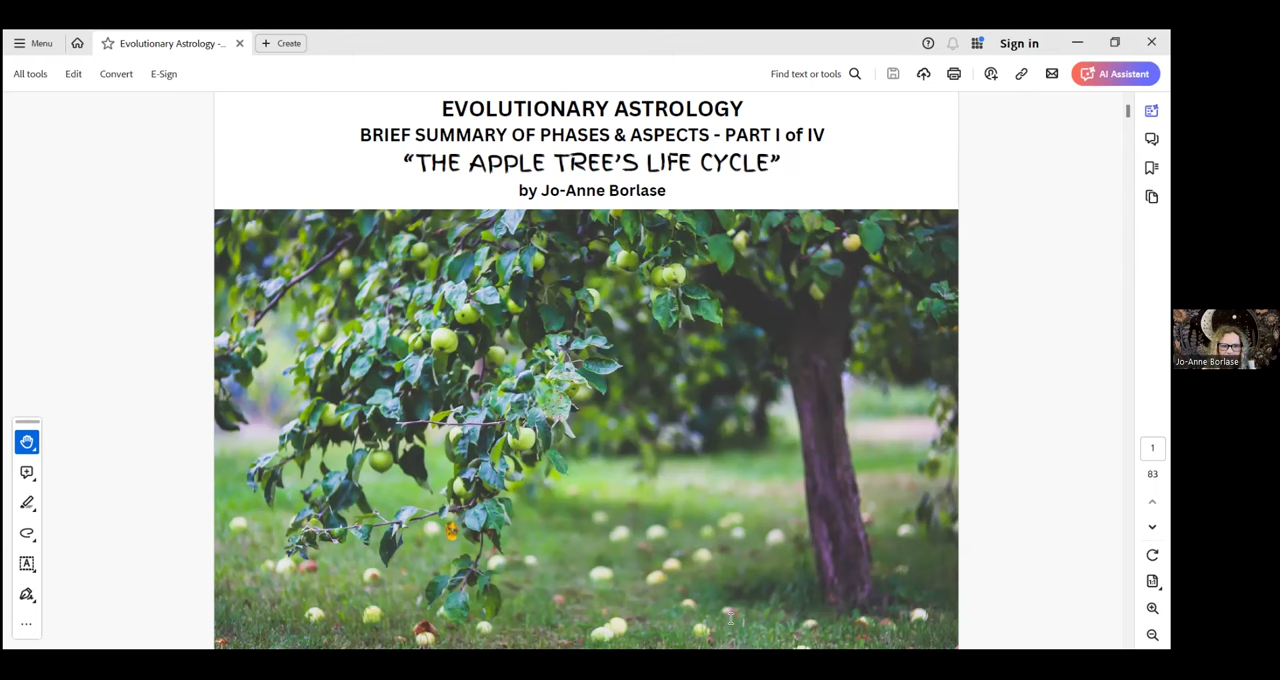 Menu
Evolutionary Astrology -...
Create
Sign in
All tools
Edit
Convert
E-Sign
Find text or tools
AI Assistant
EVOLUTIONARY ASTROLOGY
BRIEF SUMMARY OF PHASES & ASPECTS - PART I of IV
“THE APPLE TREE’S LIFE CYCLE”
by Jo-Anne Borlase
Jo-Anne Borlase
1
83